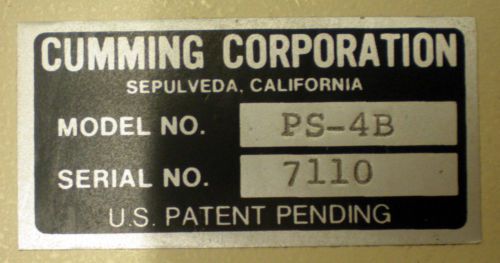 CUMMING CORPORATION
SEPULVEDA, CALIFORNIA
MODEL NO. PS-4B
SERIAL NO. 7110
U.S. PATENT PENDING